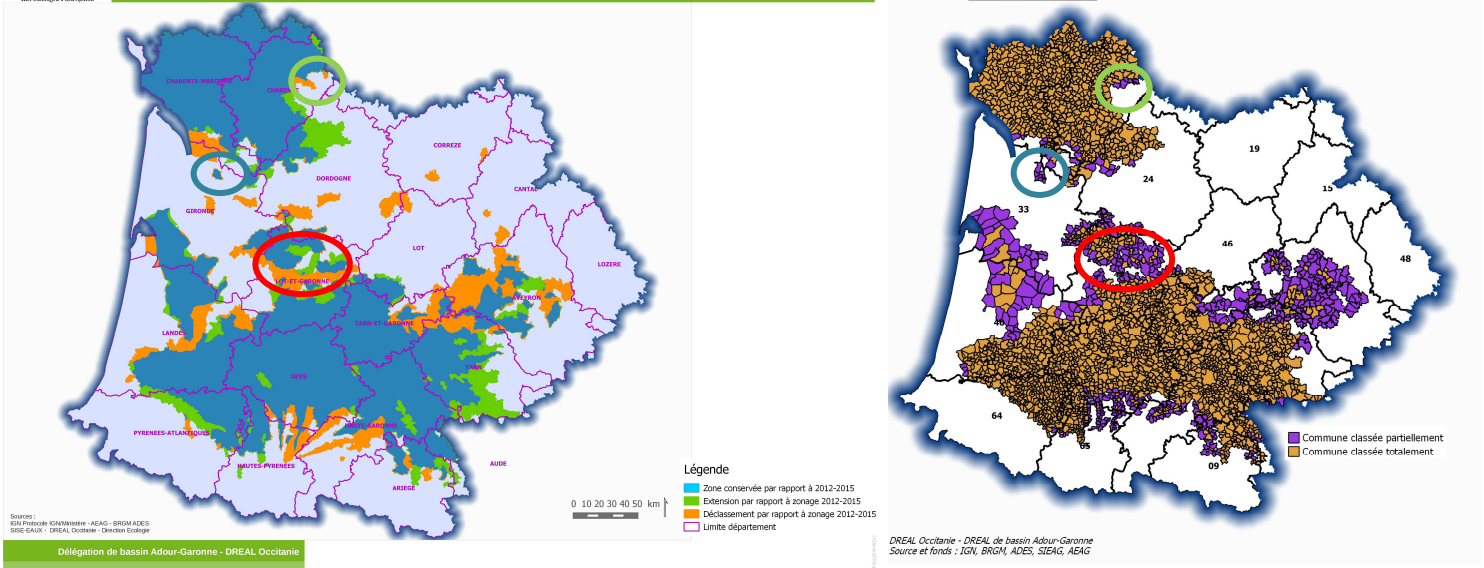 CHARENTE-MARITIME
CORREZE
DORDOGNE
CANTAL
GIRONDE
LOT
LOZERE
LOT-ET-GARONNE
AVEYRON
TARN-ET-GARONNE
LANDES
TARN
GERS
HAUTE-GARONNE
PYRENEES-ATLANTIQUES
HAUTES-PYRENEES
AUDE
ARIEGE
Légende
Zone conservée par rapport à 2012-2015
Extension par rapport à zonage 2012-2015
Déclassement par rapport à zonage 2012-2015
Limite département
0 10 20 30 40 50 km
Sources :
IGN Protocole IGN/Ministère - AEAG - BRGM ADES
SISE-EAUX - DREAL Occitanie - Direction Ecologie
Délégation de bassin Adour-Garonne - DREAL Occitanie
19
24
15
33
46
48
40
64
65
09
Commune classée partiellement
Commune classée totalement
DREAL Occitanie - DREAL de bassin Adour-Garonne
Source et fonds : IGN, BRGM, ADES, SIEAG, AEAG